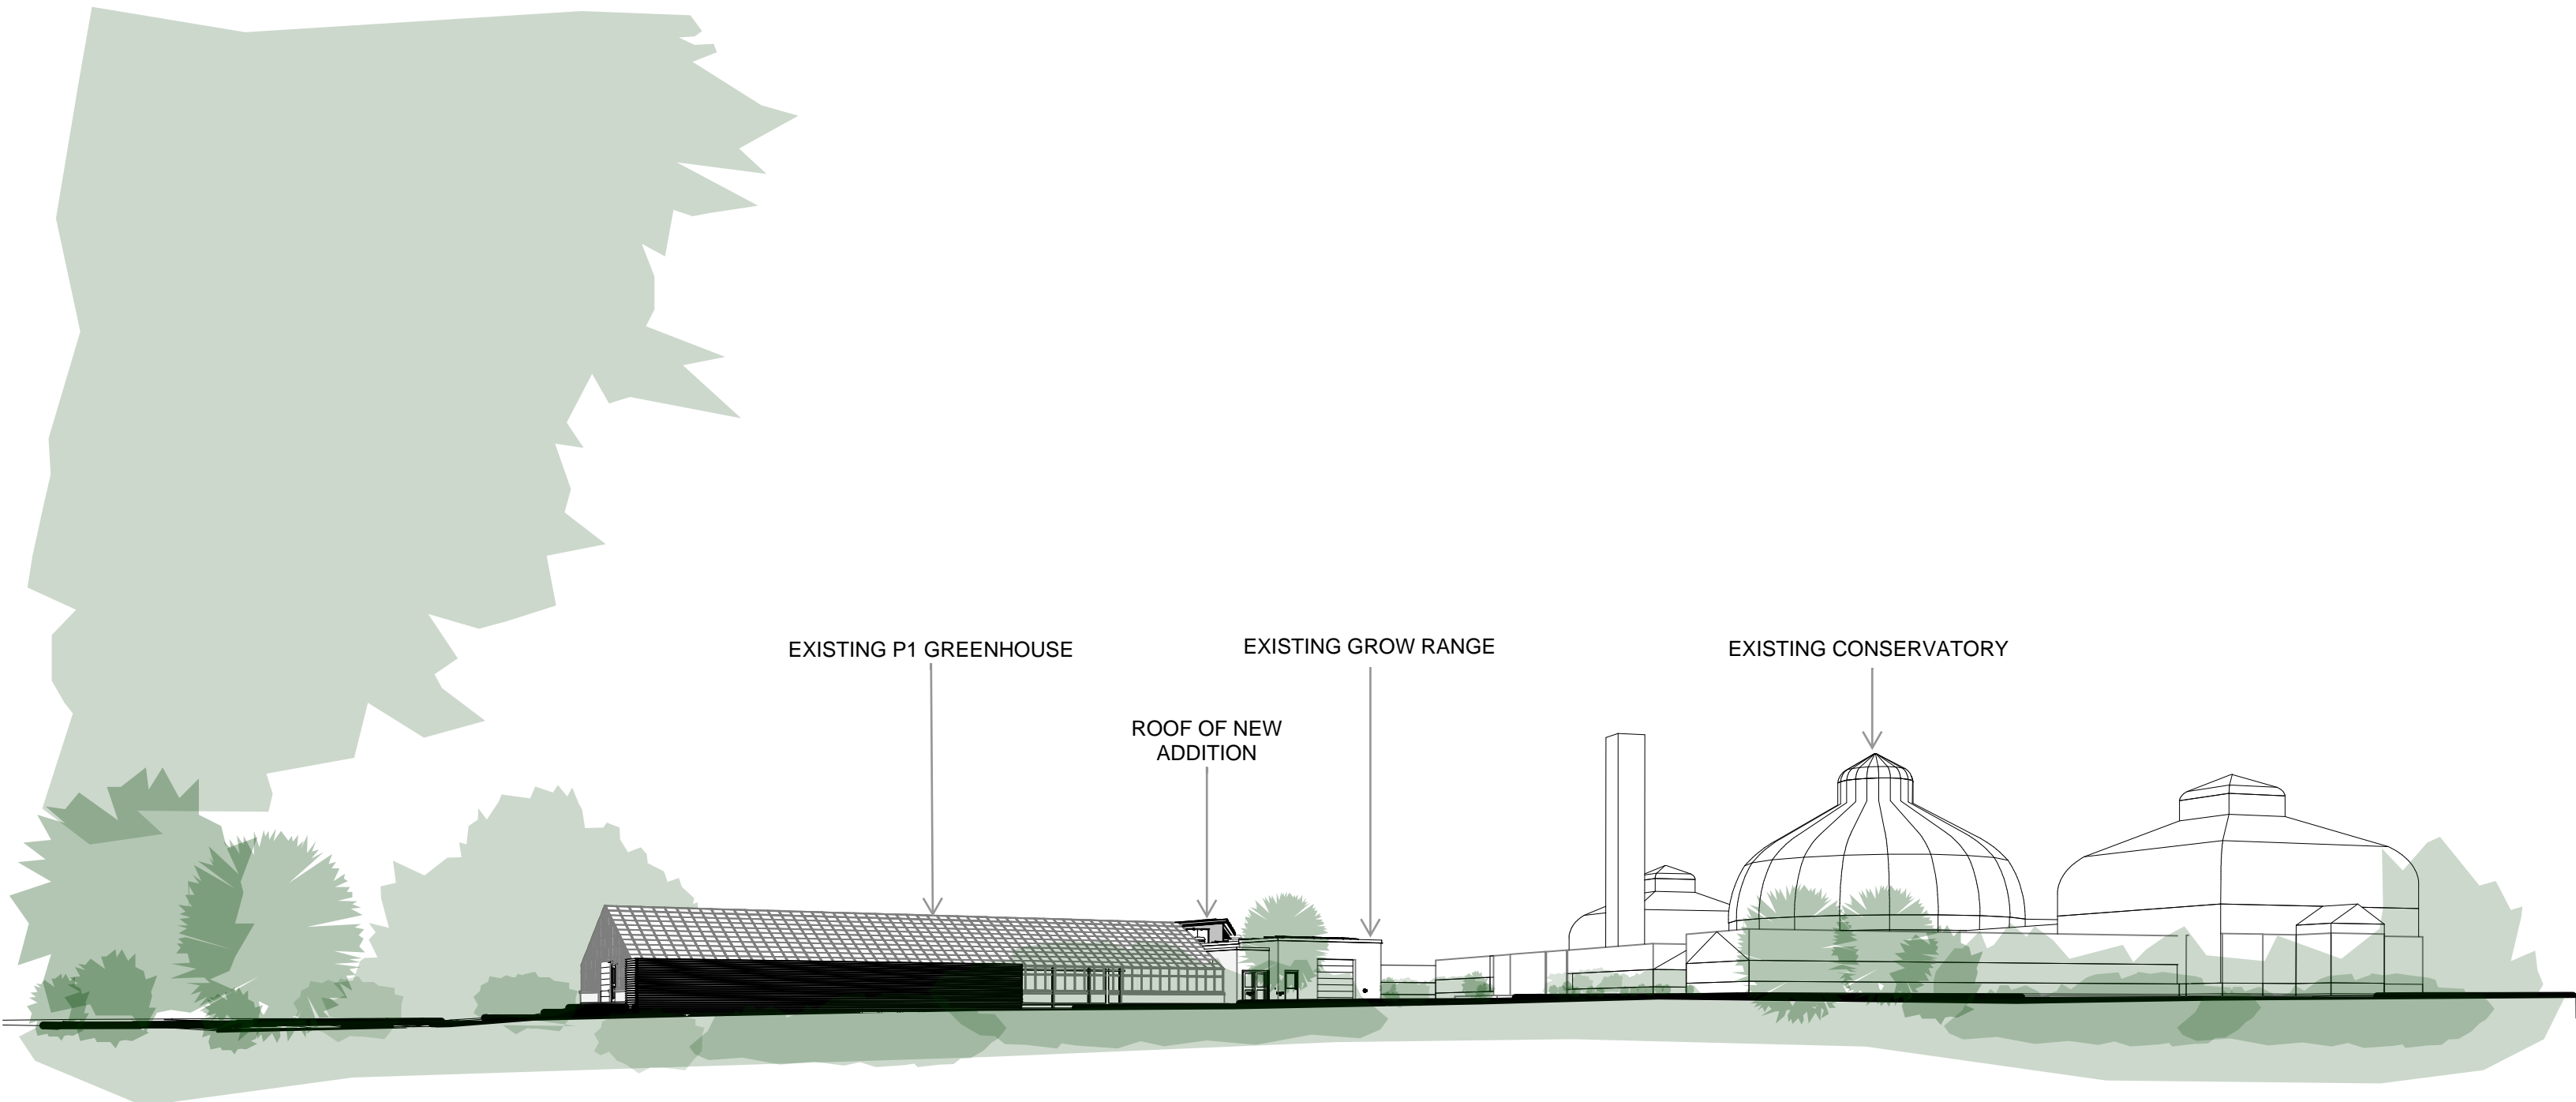 EXISTING P1 GREENHOUSE
EXISTING GROW RANGE
EXISTING CONSERVATORY
ROOF OF NEW
ADDITION